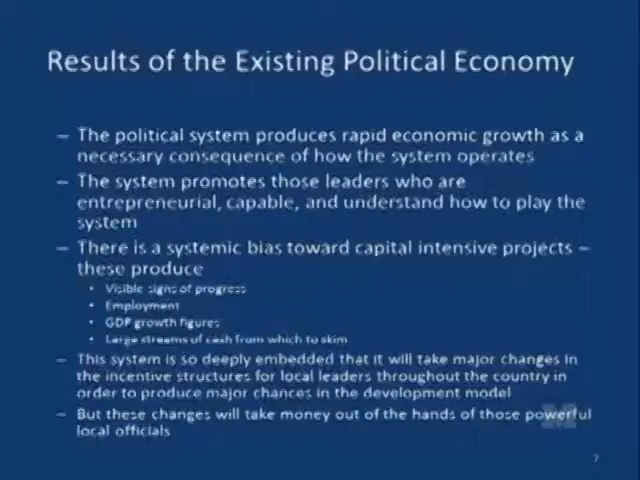 Results of the Existing Political Economy
– The political system produces rapid economic growth as a
necessary consequence of how the system operates
– The system promotes those leaders who are
entrepreneurial, capable, and understand how to play the
system
– There is a systemic bias toward capital intensive projects –
these produce
• Visible signs of progress
• Employment
• GDP growth figures
• Large streams of cash from which to skim
– This system is so deeply embedded that it will take major changes in
the incentive structures for local leaders throughout the country in
order to produce major chances in the development model
– But these changes will take money out of the hands of those powerful
local officials
7